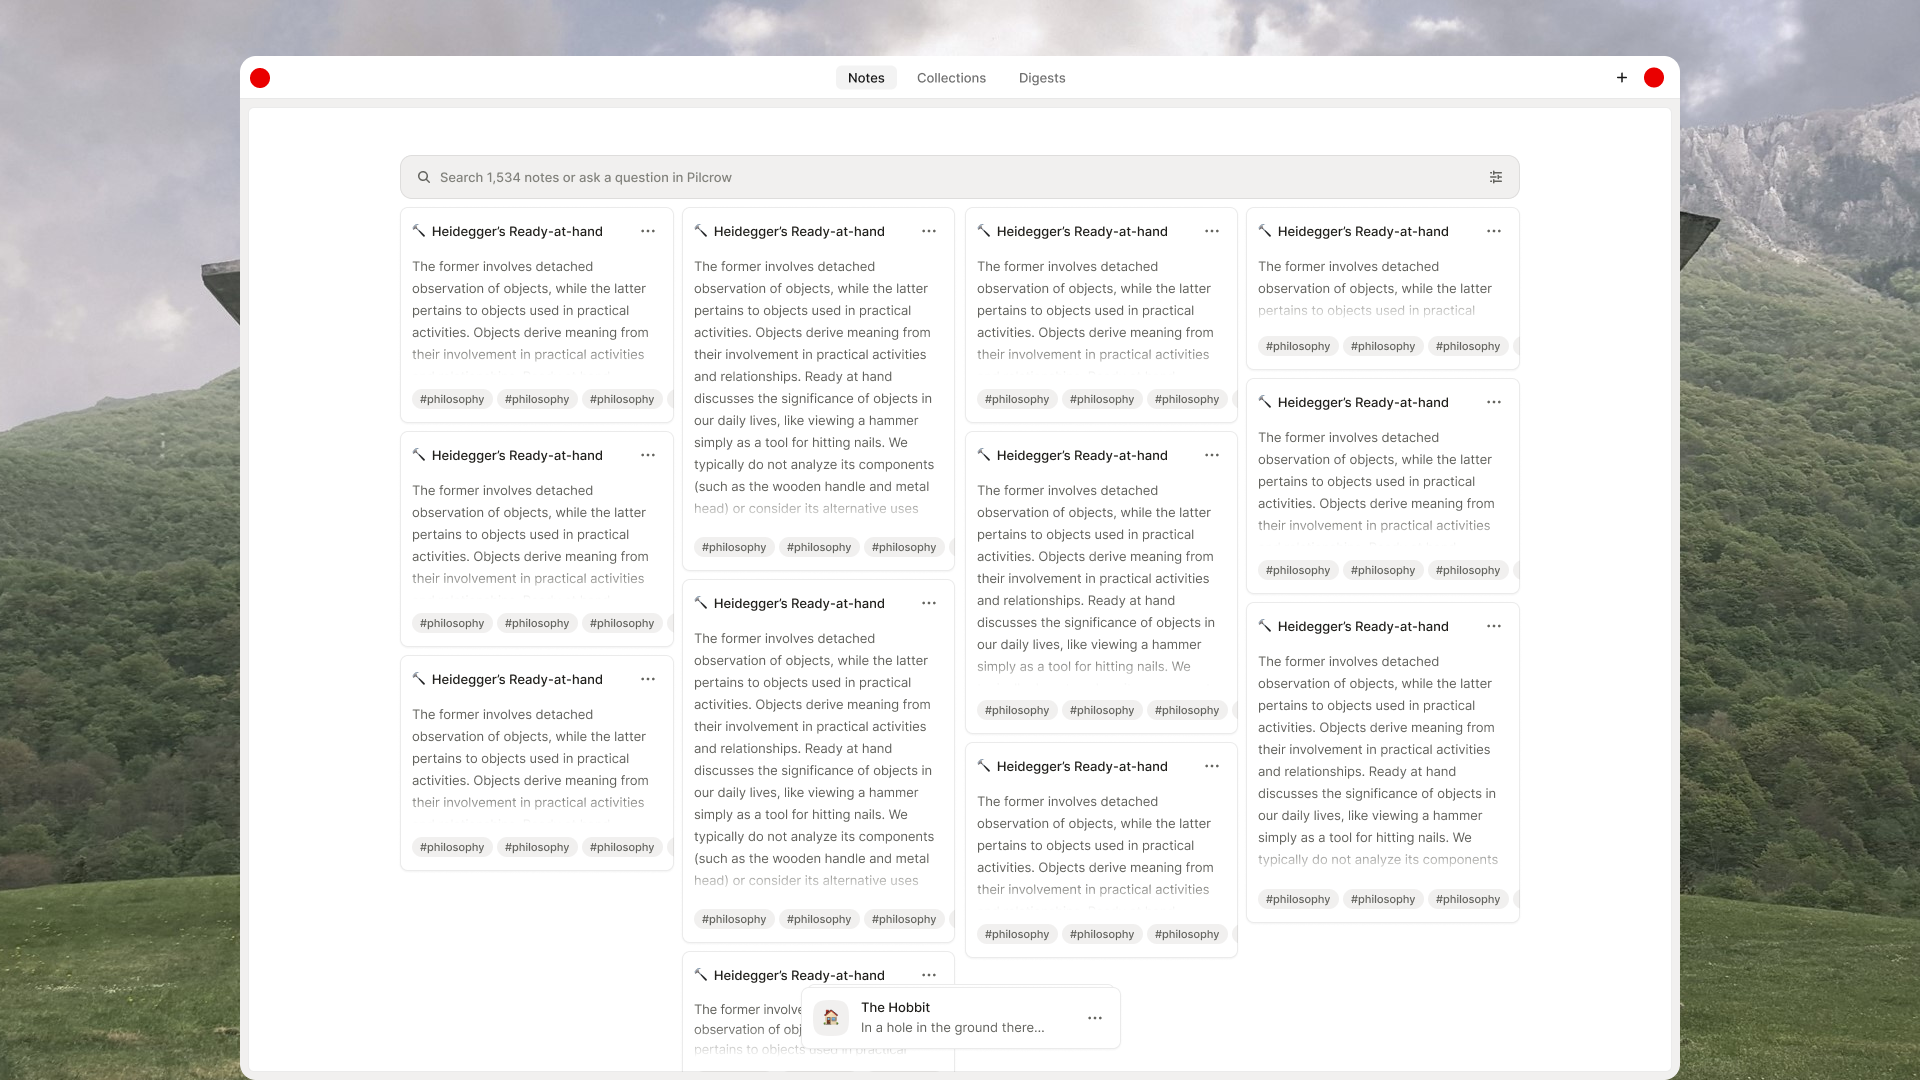 Notes
Collections
Digests
Search 1,534 notes or ask a question in Pilcrow
Heidegger’s Ready-at-hand
The former involves detached
observation of objects, while the latter
pertains to objects used in practical
activities. Objects derive meaning from
their involvement in practical activities
#philosophy #philosophy #philosophy
Heidegger’s Ready-at-hand
The former involves detached
observation of objects, while the latter
pertains to objects used in practical
activities. Objects derive meaning from
their involvement in practical activities
#philosophy #philosophy #philosophy
Heidegger’s Ready-at-hand
The former involves detached
observation of objects, while the latter
pertains to objects used in practical
activities. Objects derive meaning from
their involvement in practical activities
#philosophy #philosophy #philosophy
Heidegger’s Ready-at-hand
The former involves detached
observation of objects, while the latter
pertains to objects used in practical
activities. Objects derive meaning from
their involvement in practical activities
and relationships. Ready at hand
discusses the significance of objects in
our daily lives, like viewing a hammer
simply as a tool for hitting nails. We
typically do not analyze its components
(such as the wooden handle and metal
head) or consider its alternative uses
#philosophy #philosophy #philosophy
Heidegger’s Ready-at-hand
The former involves detached
observation of objects, while the latter
pertains to objects used in practical
activities. Objects derive meaning from
their involvement in practical activities
and relationships. Ready at hand
discusses the significance of objects in
our daily lives, like viewing a hammer
simply as a tool for hitting nails. We
typically do not analyze its components
(such as the wooden handle and metal
head) or consider its alternative uses
#philosophy #philosophy #philosophy
Heidegger’s Ready-at-hand
The former
observation of
pertains to objects used in practical
Heidegger’s Ready-at-hand
The former involves detached
observation of objects, while the latter
pertains to objects used in practical
activities. Objects derive meaning from
their involvement in practical activities
#philosophy #philosophy #philosophy
Heidegger’s Ready-at-hand
The former involves detached
observation of objects, while the latter
pertains to objects used in practical
activities. Objects derive meaning from
their involvement in practical activities
and relationships. Ready at hand
discusses the significance of objects in
our daily lives, like viewing a hammer
simply as a tool for hitting nails. We
#philosophy #philosophy #philosophy
Heidegger’s Ready-at-hand
The former involves detached
observation of objects, while the latter
pertains to objects used in practical
activities. Objects derive meaning from
their involvement in practical activities
#philosophy #philosophy #philosophy
Heidegger’s Ready-at-hand
The former involves detached
observation of objects, while the latter
pertains to objects used in practical
#philosophy #philosophy #philosophy
Heidegger’s Ready-at-hand
The former involves detached
observation of objects, while the latter
pertains to objects used in practical
activities. Objects derive meaning from
their involvement in practical activities
#philosophy #philosophy #philosophy
Heidegger’s Ready-at-hand
The former involves detached
observation of objects, while the latter
pertains to objects used in practical
activities. Objects derive meaning from
their involvement in practical activities
and relationships. Ready at hand
discusses the significance of objects in
our daily lives, like viewing a hammer
simply as a tool for hitting nails. We
typically do not analyze its components
#philosophy #philosophy #philosophy
The Hobbit
In a hole in the ground there...